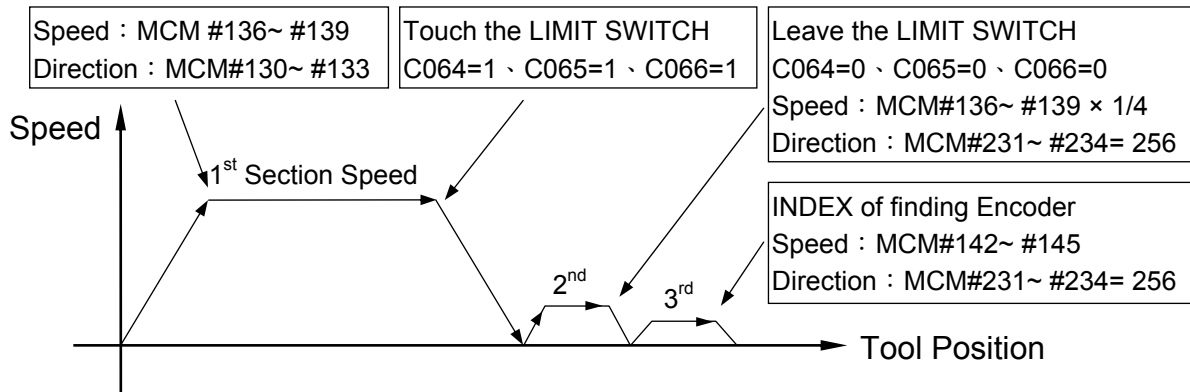 Speed：MCM #136~ #139
Direction：MCM#130~ #133
Touch the LIMIT SWITCH
C064=1、C065=1、C066=1
Leave the LIMIT SWITCH
C064=0、C065=0、C066=0
Speed：MCM#136~ #139 × 1/4
Direction：MCM#231~ #234= 256
Speed
1st Section Speed
INDEX of finding Encoder
Speed：MCM#142~ #145
Direction：MCM#231~ #234= 256
2nd
3rd
Tool Position